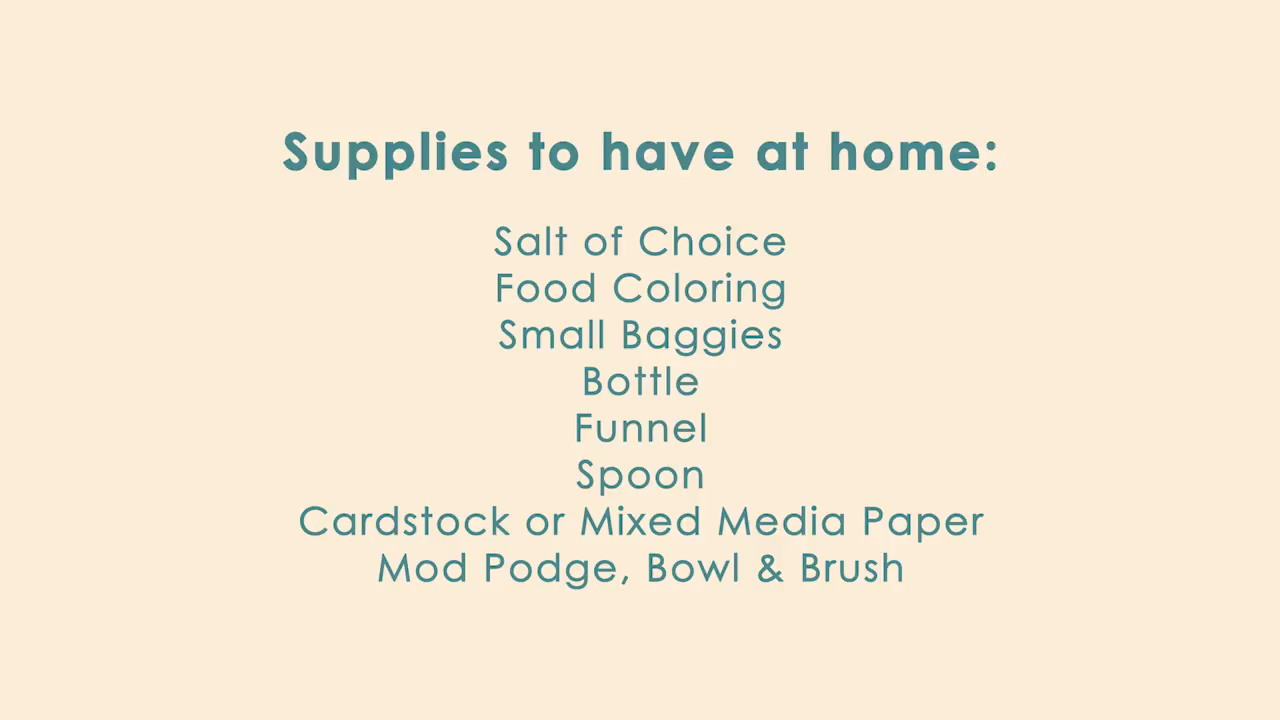 Supplies to have at home:
Salt of Choice
Food Coloring
Small Baggies
Bottle
Funnel
Spoon
Cardstock or Mixed Media Paper
Mod Podge, Bowl & Brush